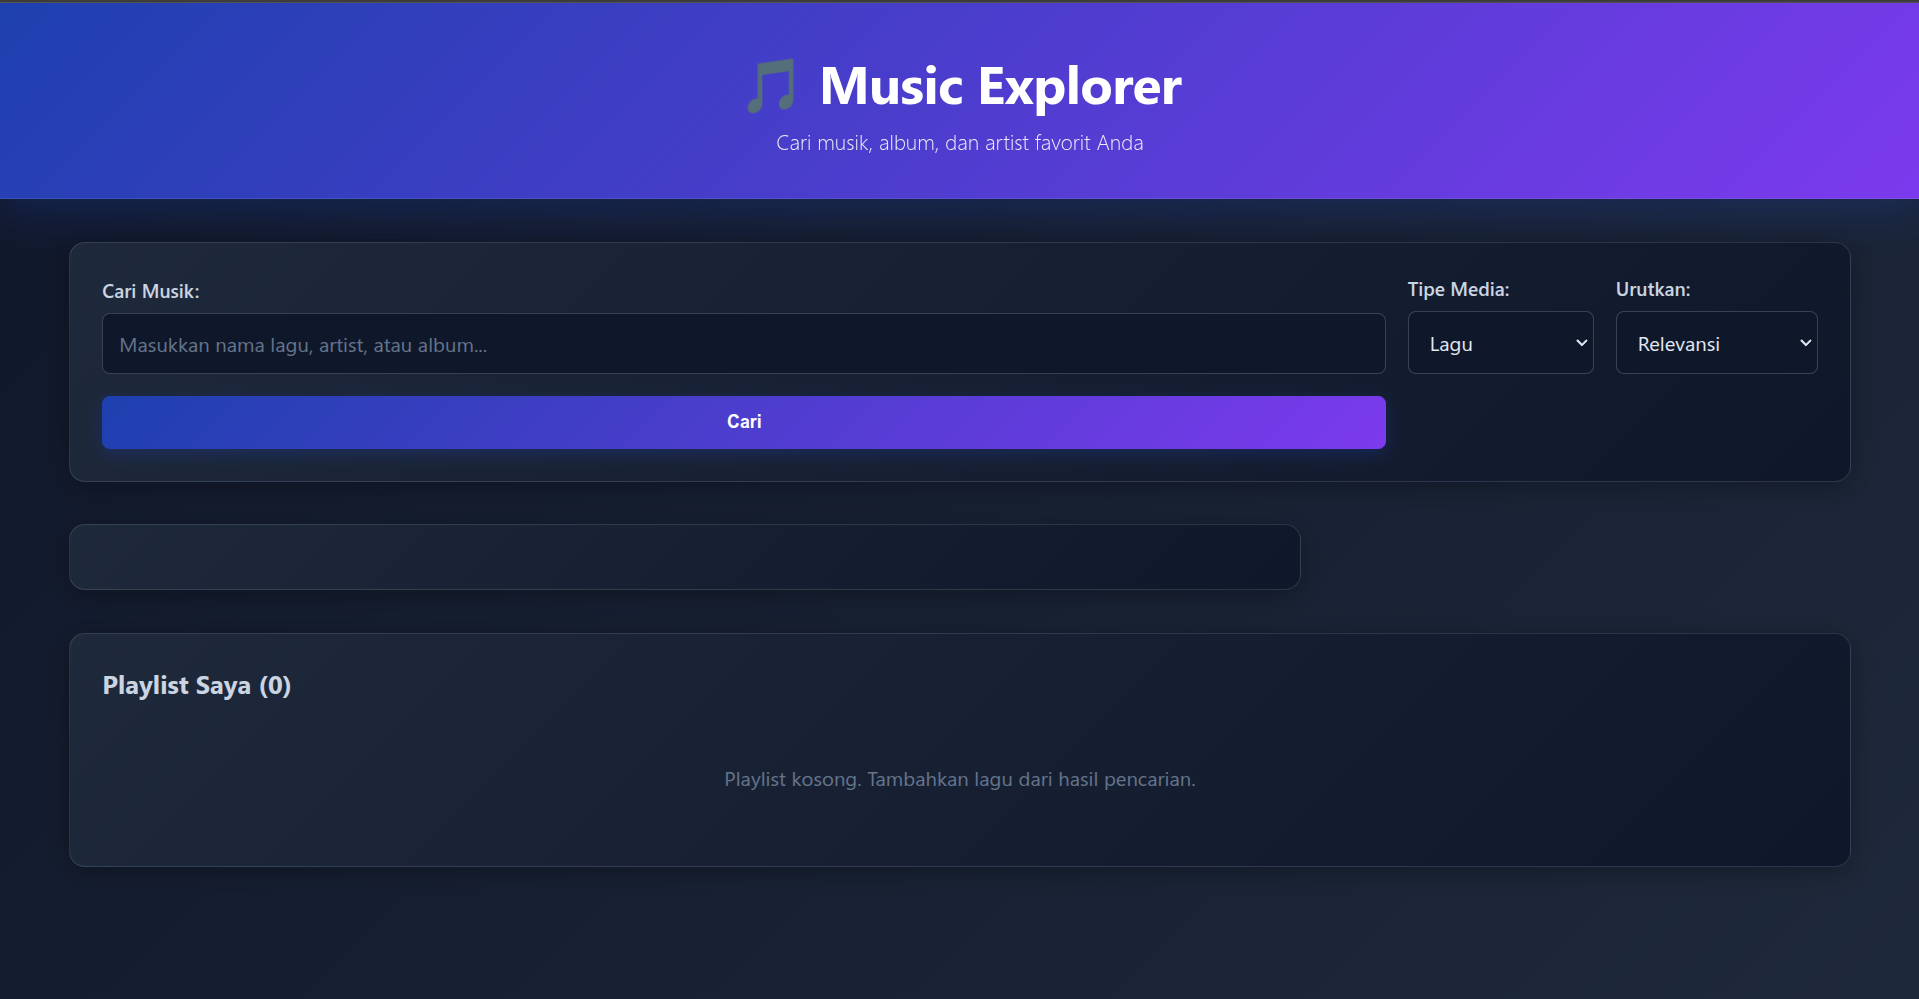 🎵 Music Explorer
Cari musik, album, dan artist favorit Anda
Cari Musik:
Masukkan nama lagu, artist, atau album...
Tipe Media:
Lagu
Urutkan:
Relevansi
Cari
Playlist Saya (0)
Playlist kosong. Tambahkan lagu dari hasil pencarian.